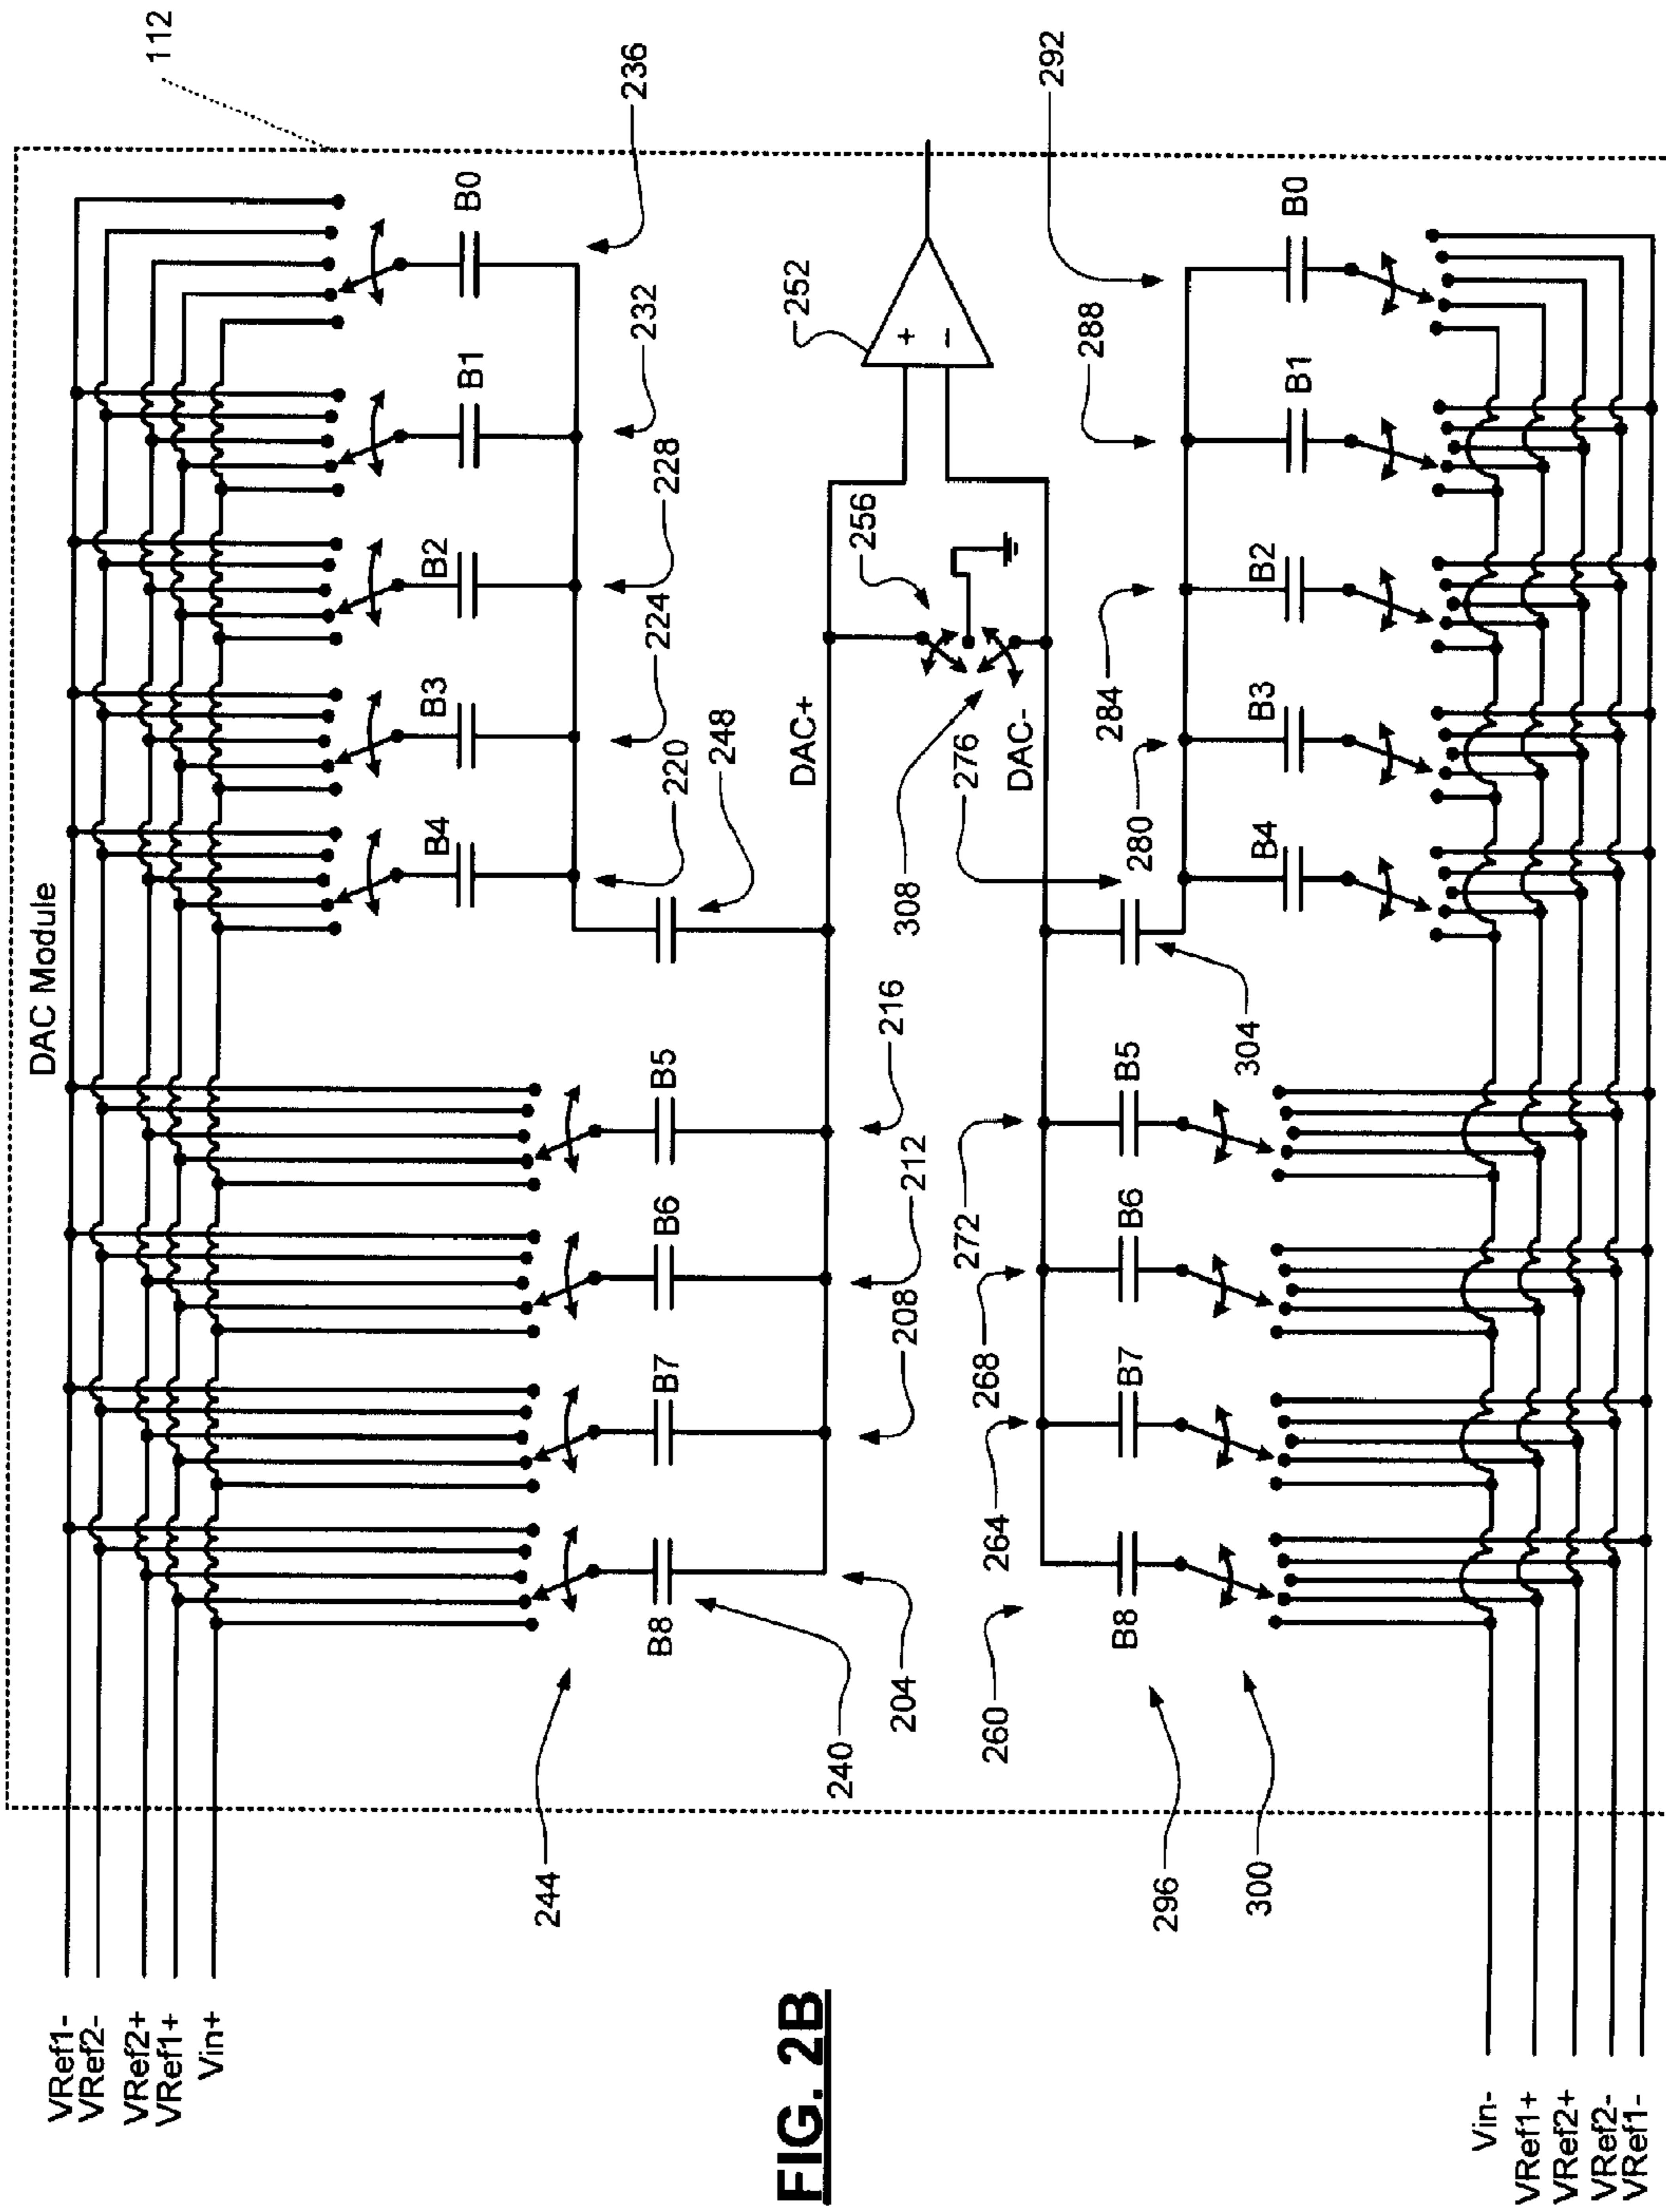 112
DAC Module
VRef1-
VRef2-
VRef2+
VRef1+
Vin+
236
B4
B3
B2
B1
B0
232
228
224
220
248
244
B8
B7
B6
B5
240
204
208
212
216
DAC+
256
252
+
-
DAC-
308
276
280
284
288
292
260
264
268
272
304
B8
B7
B6
B5
B4
B3
B2
B1
B0
296
300
Vin-
VRef1+
VRef2+
VRef2-
VRef1-
FIG. 2B